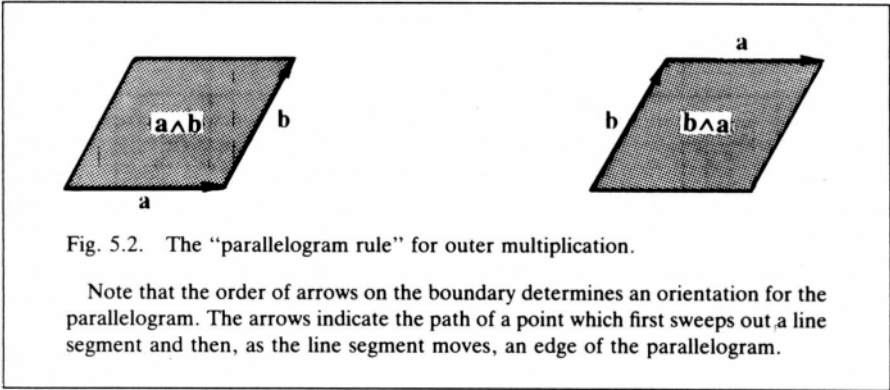 a
a∧b
b
a
b
b∧a
Fig. 5.2. The “parallelogram rule” for outer multiplication.
Note that the order of arrows on the boundary determines an orientation for the
parallelogram. The arrows indicate the path of a point which first sweeps out a line
segment and then, as the line segment moves, an edge of the parallelogram.